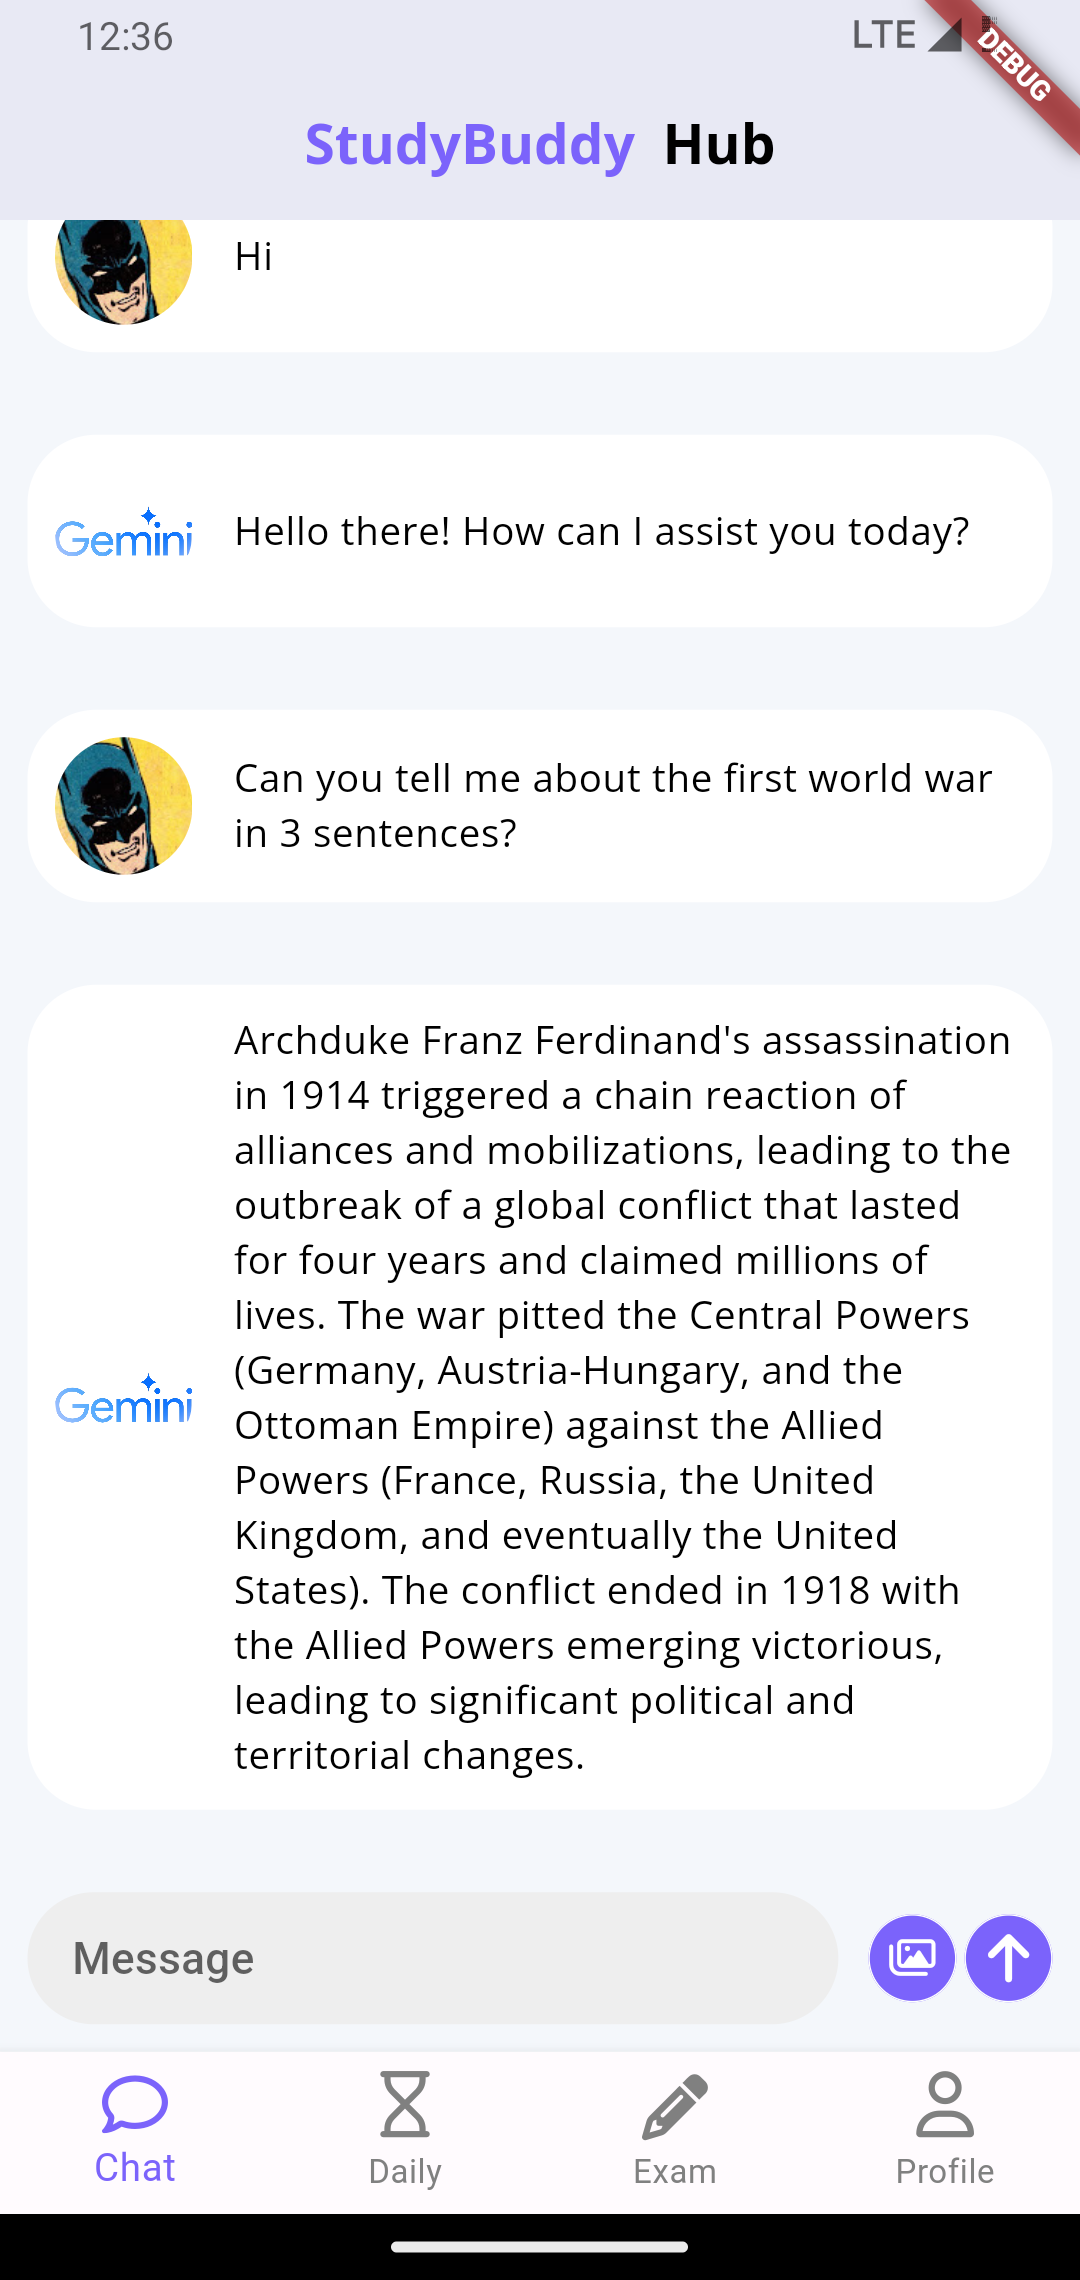 12:36
LTE
DEBUG
StudyBuddy Hub
Hi
Gemini
Hello there! How can I assist you today?
Can you tell me about the first world war
in 3 sentences?
Archduke Franz Ferdinand's assassination
in 1914 triggered a chain reaction of
alliances and mobilizations, leading to the
outbreak of a global conflict that lasted
for four years and claimed millions of
lives. The war pitted the Central Powers
(Germany, Austria-Hungary, and the
Gemini
Ottoman Empire) against the Allied
Powers (France, Russia, the United
Kingdom, and eventually the United
States). The conflict ended in 1918 with
the Allied Powers emerging victorious,
leading to significant political and
territorial changes.
Message
Chat
Daily
Exam
Profile